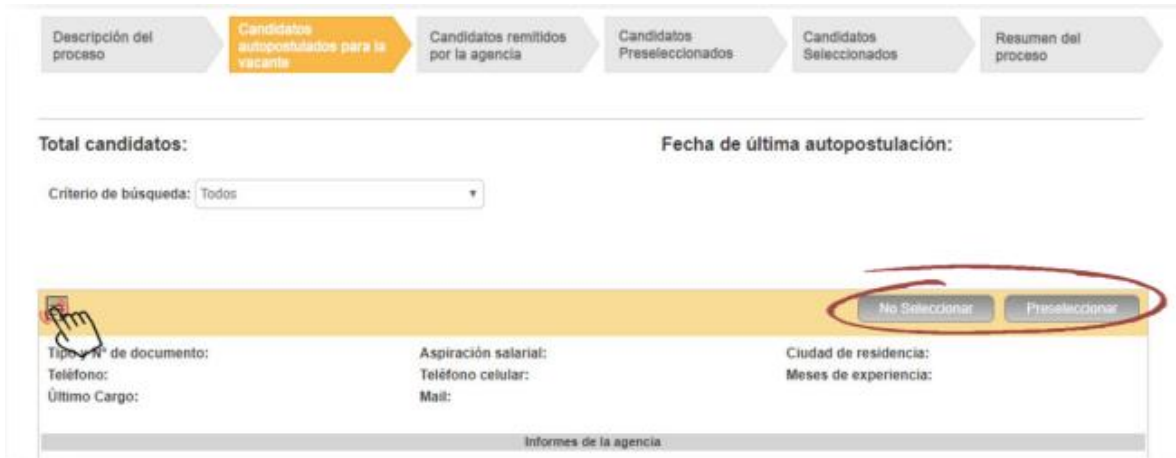 Descripción del
proceso
Candidatos
autopostulados para la
vacante
Candidatos remitidos
por la agencia
Candidatos
Preseleccionados
Candidatos
Seleccionados
Resumen del
proceso
Total candidatos:
Fecha de última autopostulación:
Criterio de búsqueda: Todos
No Seleccionar
Preseleccionar
Tipo y N° de documento:
Aspiración salarial:
Ciudad de residencia:
Teléfono:
Teléfono celular:
Meses de experiencia:
Último Cargo:
Mail:
Informes de la agencia